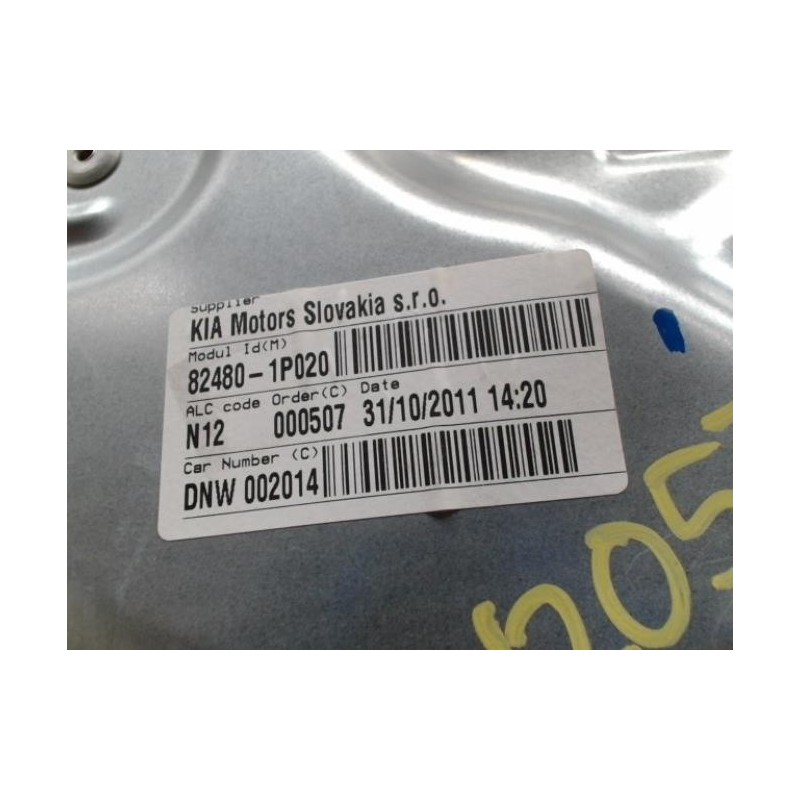 Supplier
KIA Motors Slovakia s.r.o.
Modul Id(M)
82480-1P020
ALC code Order(C) Date
N12 000507 31/10/2011 14:20
Car Number (C)
DNW 002014